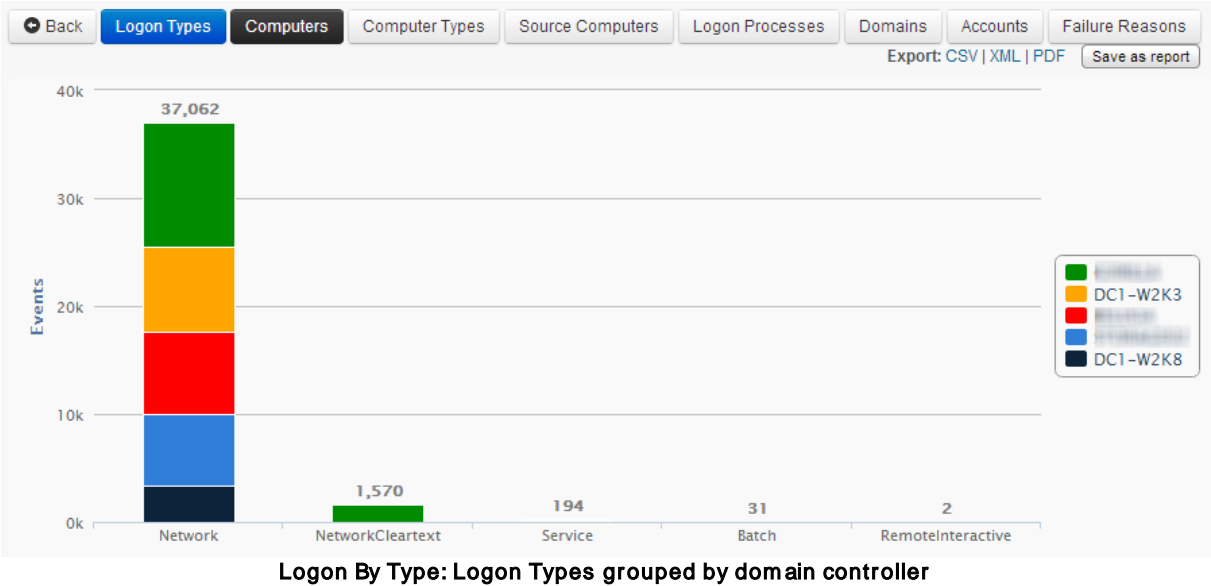 Back Logon Types Computers Computer Types Source Computers Logon Processes Domains Accounts Failure Reasons
Export: CSV | XML | PDF Save as report
40k
37,062
30k
Events
20k
10k
0k
1,570
194
31
2
Network NetworkCleartext Service Batch RemoteInteractive
DC1-W2K3
DC1-W2K8
Logon By Type: Logon Types grouped by domain controller